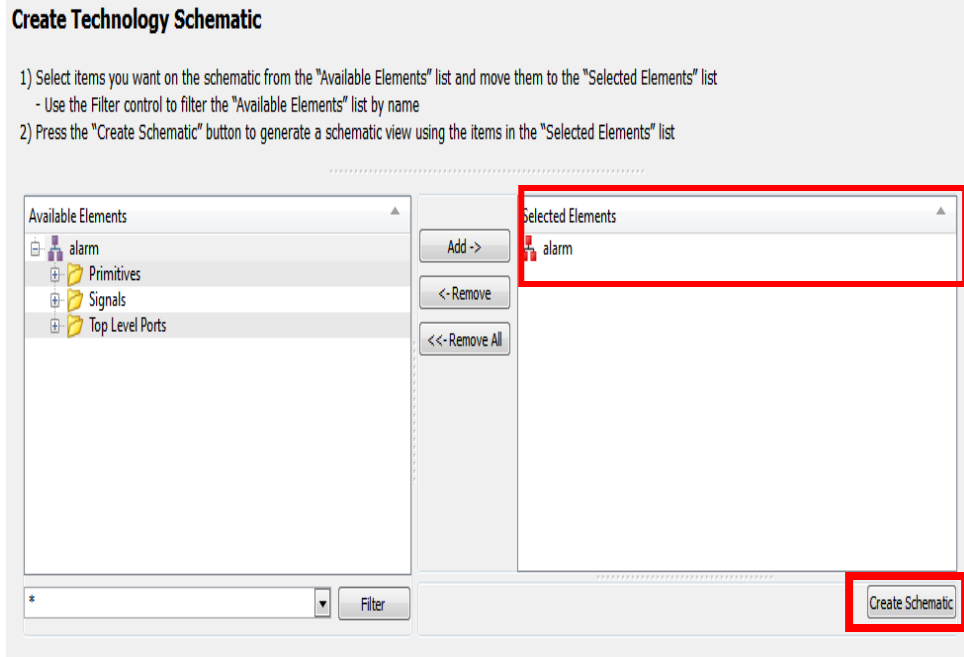 Create Technology Schematic
1) Select items you want on the schematic from the "Available Elements" list and move them to the "Selected Elements" list
- Use the Filter control to filter the "Available Elements" list by name
2) Press the "Create Schematic" button to generate a schematic view using the items in the "Selected Elements" list
Available Elements
alarm
Primitives
Signals
Top Level Ports
Add ->
<- Remove
<<- Remove All
Selected Elements
alarm
*
Filter
Create Schematic